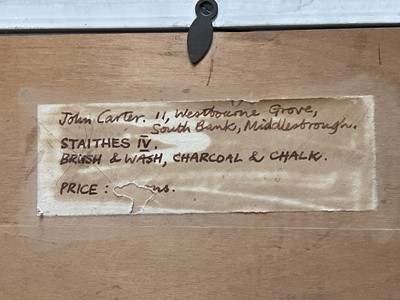 John Carter. 11, Westbourne Grove,
South Bank, Middlesbrough.
STAITHES IV.
BRUSH & WASH, CHARCOAL & CHALK.
PRICE :